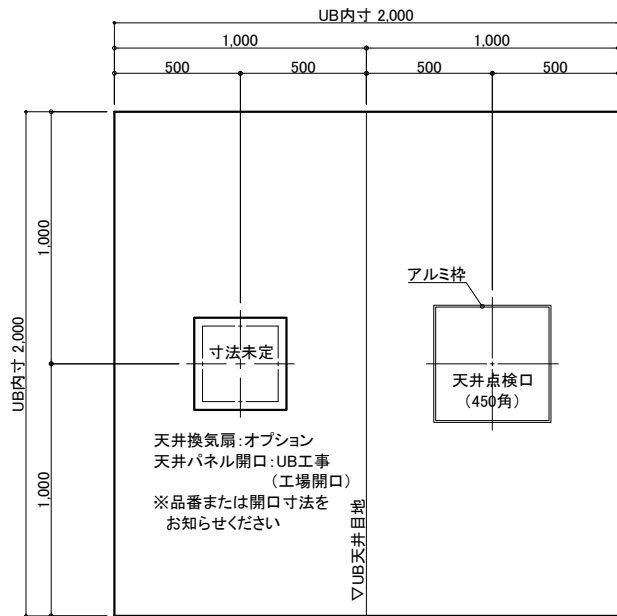 UB内寸 2,000
1,000
1,000
500
500
500
500
1,000
UB内寸 2,000
1,000
アルミ枠
寸法未定
天井点検口
(450角)
天井換気扇:オプション
天井パネル開口:UB工事
(工場開口)
※品番または開口寸法を
お知らせください
▽UB天井目地